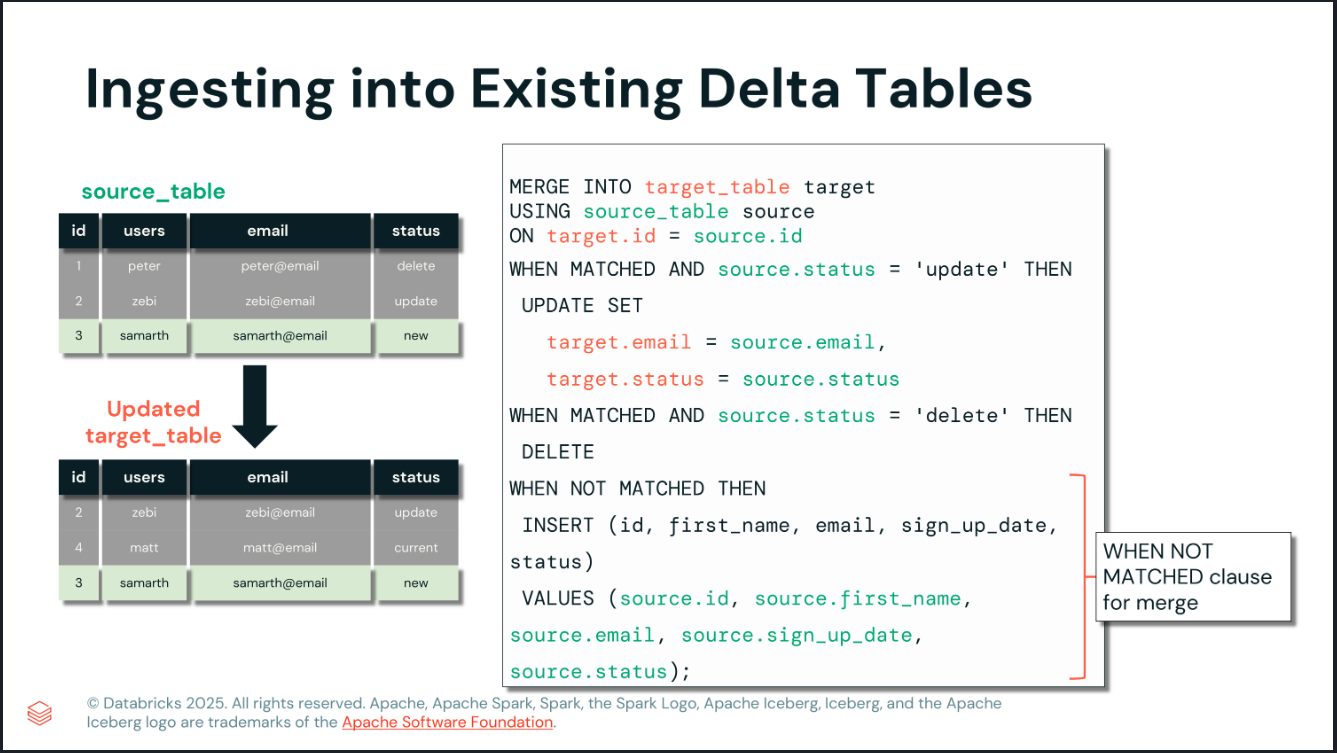 Ingesting into Existing Delta Tables
source_table
id users email status
1 peter peter@email delete
2 zebi zebi@email update
3 samarth samarth@email new
Updated
target_table
id users email status
2 zebi zebi@email update
4 matt matt@email current
3 samarth samarth@email new
MERGE INTO target_table target
USING source_table source
ON target.id = source.id
WHEN MATCHED AND source.status = 'update' THEN
UPDATE SET
target.email = source.email,
target.status = source.status
WHEN MATCHED AND source.status = 'delete' THEN
DELETE
WHEN NOT MATCHED THEN
INSERT (id, first_name, email, sign_up_date,
status)
VALUES (source.id, source.first_name,
source.email, source.sign_up_date,
source.status);
WHEN NOT
MATCHED clause
for merge
© Databricks 2025. All rights reserved. Apache, Apache Spark, Spark, the Spark Logo, Apache Iceberg, Iceberg, and the Apache
Iceberg logo are trademarks of the Apache Software Foundation.